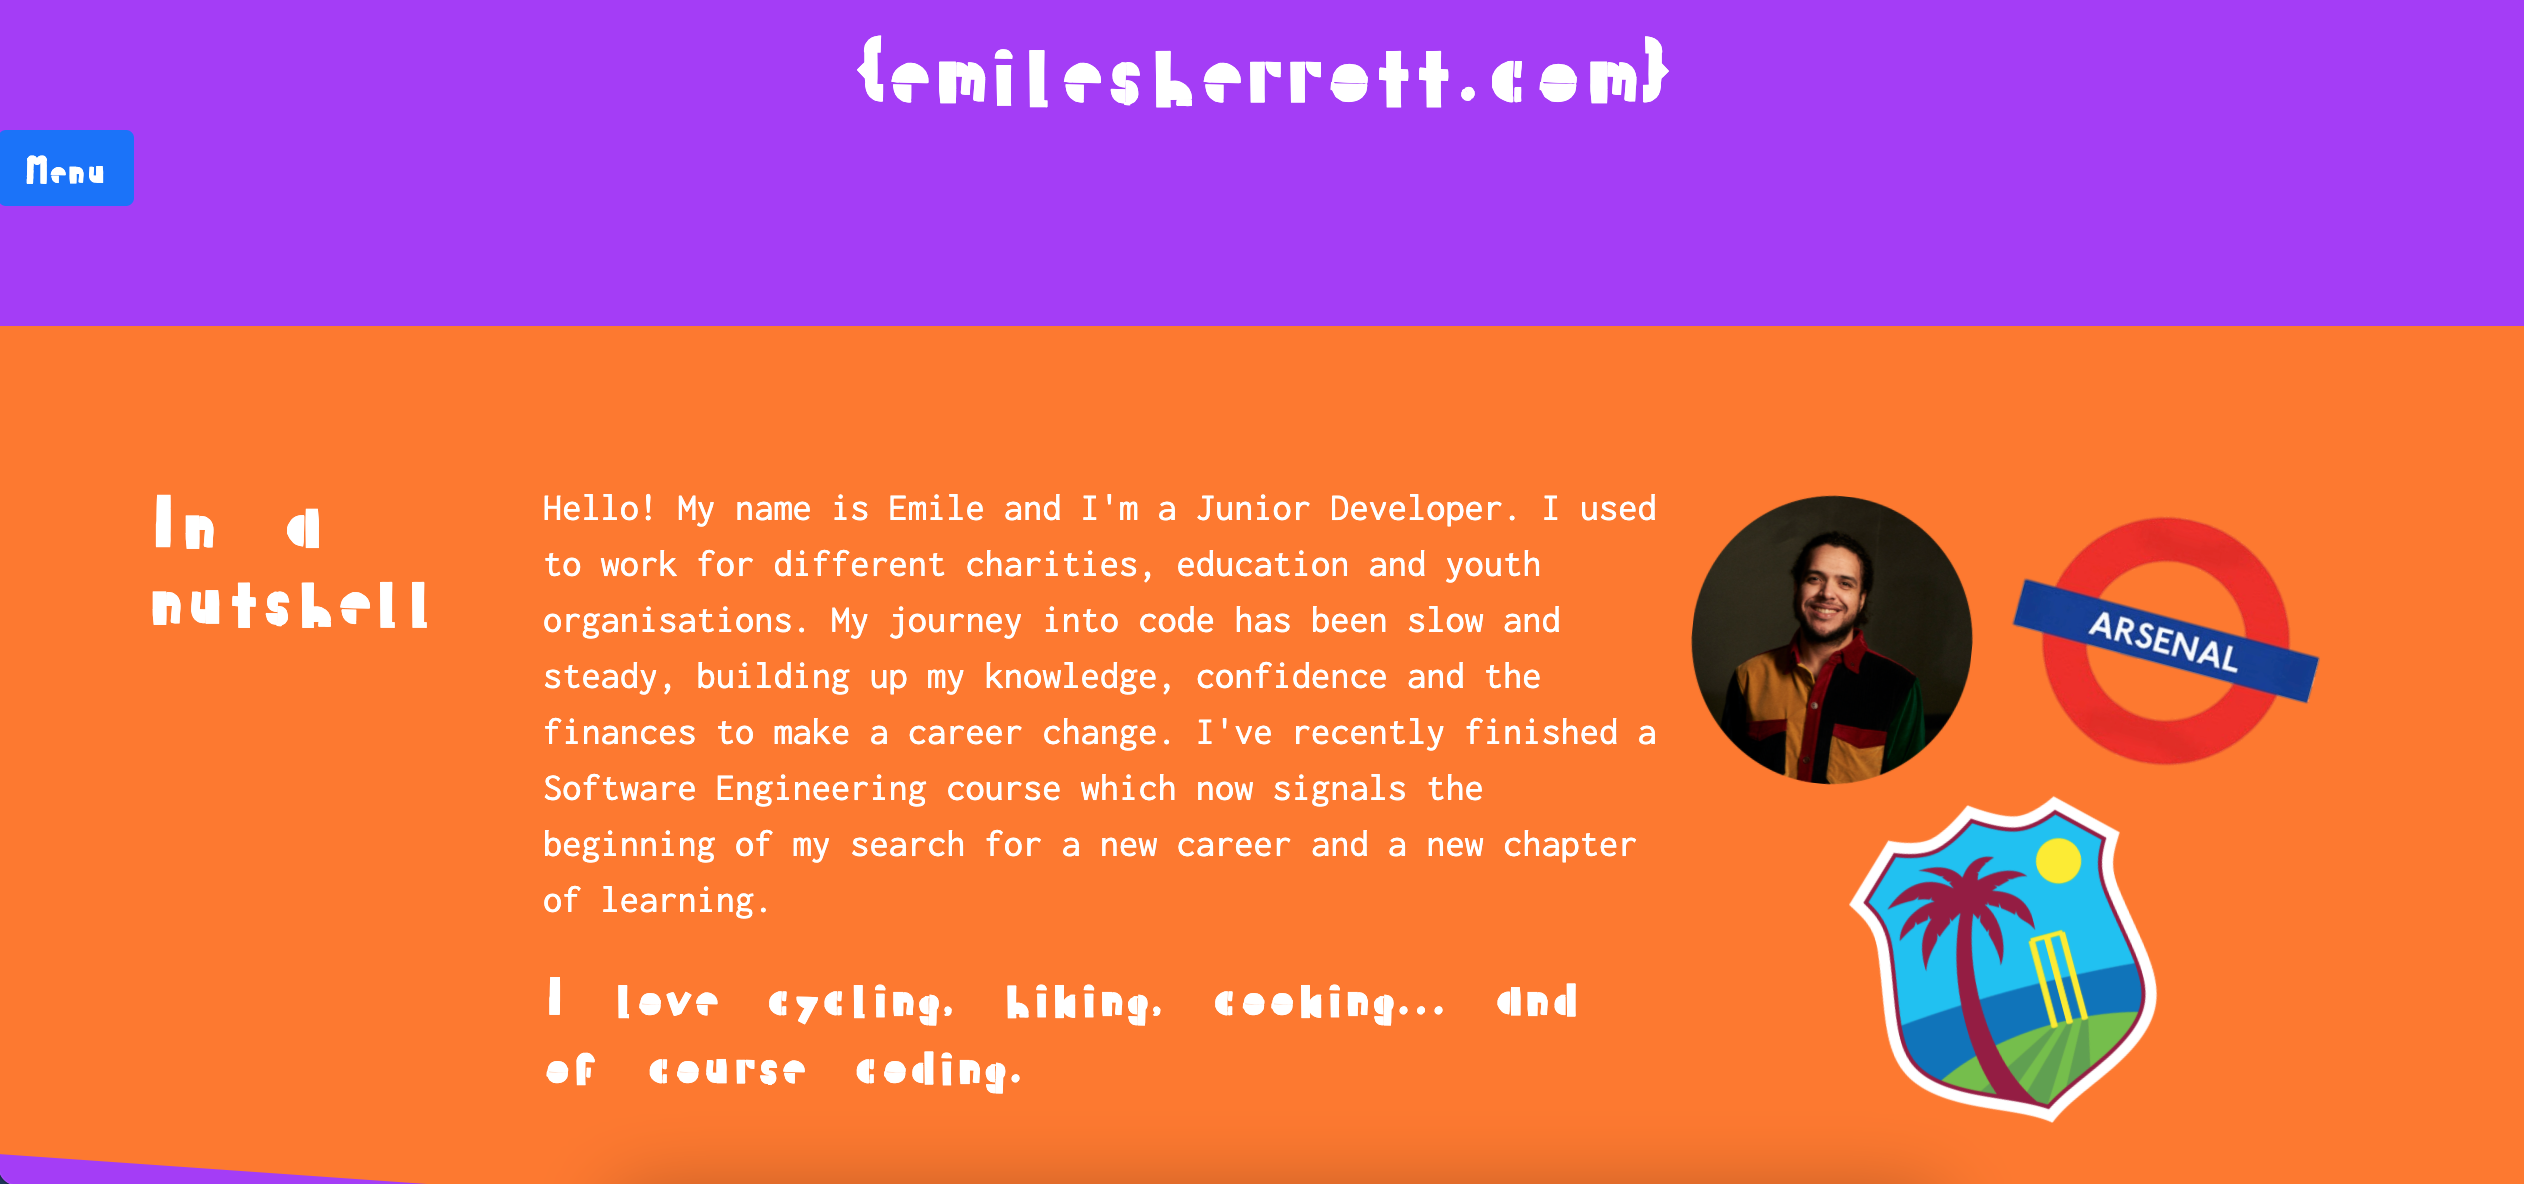 {emilesherrott.com}
Menu
In a
nutshell
Hello! My name is Emile and I'm a Junior Developer. I used
to work for different charities, education and youth
organisations. My journey into code has been slow and
steady, building up my knowledge, confidence and the
finances to make a career change. I've recently finished a
Software Engineering course which now signals the
beginning of my search for a new career and a new chapter
of learning.
I love cycling, hiking, cooking... and
of course coding.
ARSENAL